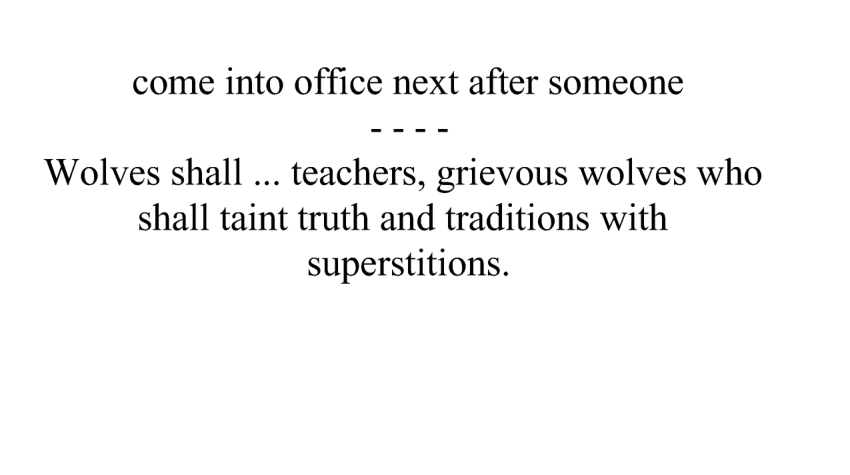 come into office next after someone
- - - -
Wolves shall ... teachers, grievous wolves who
shall taint truth and traditions with
superstitions.